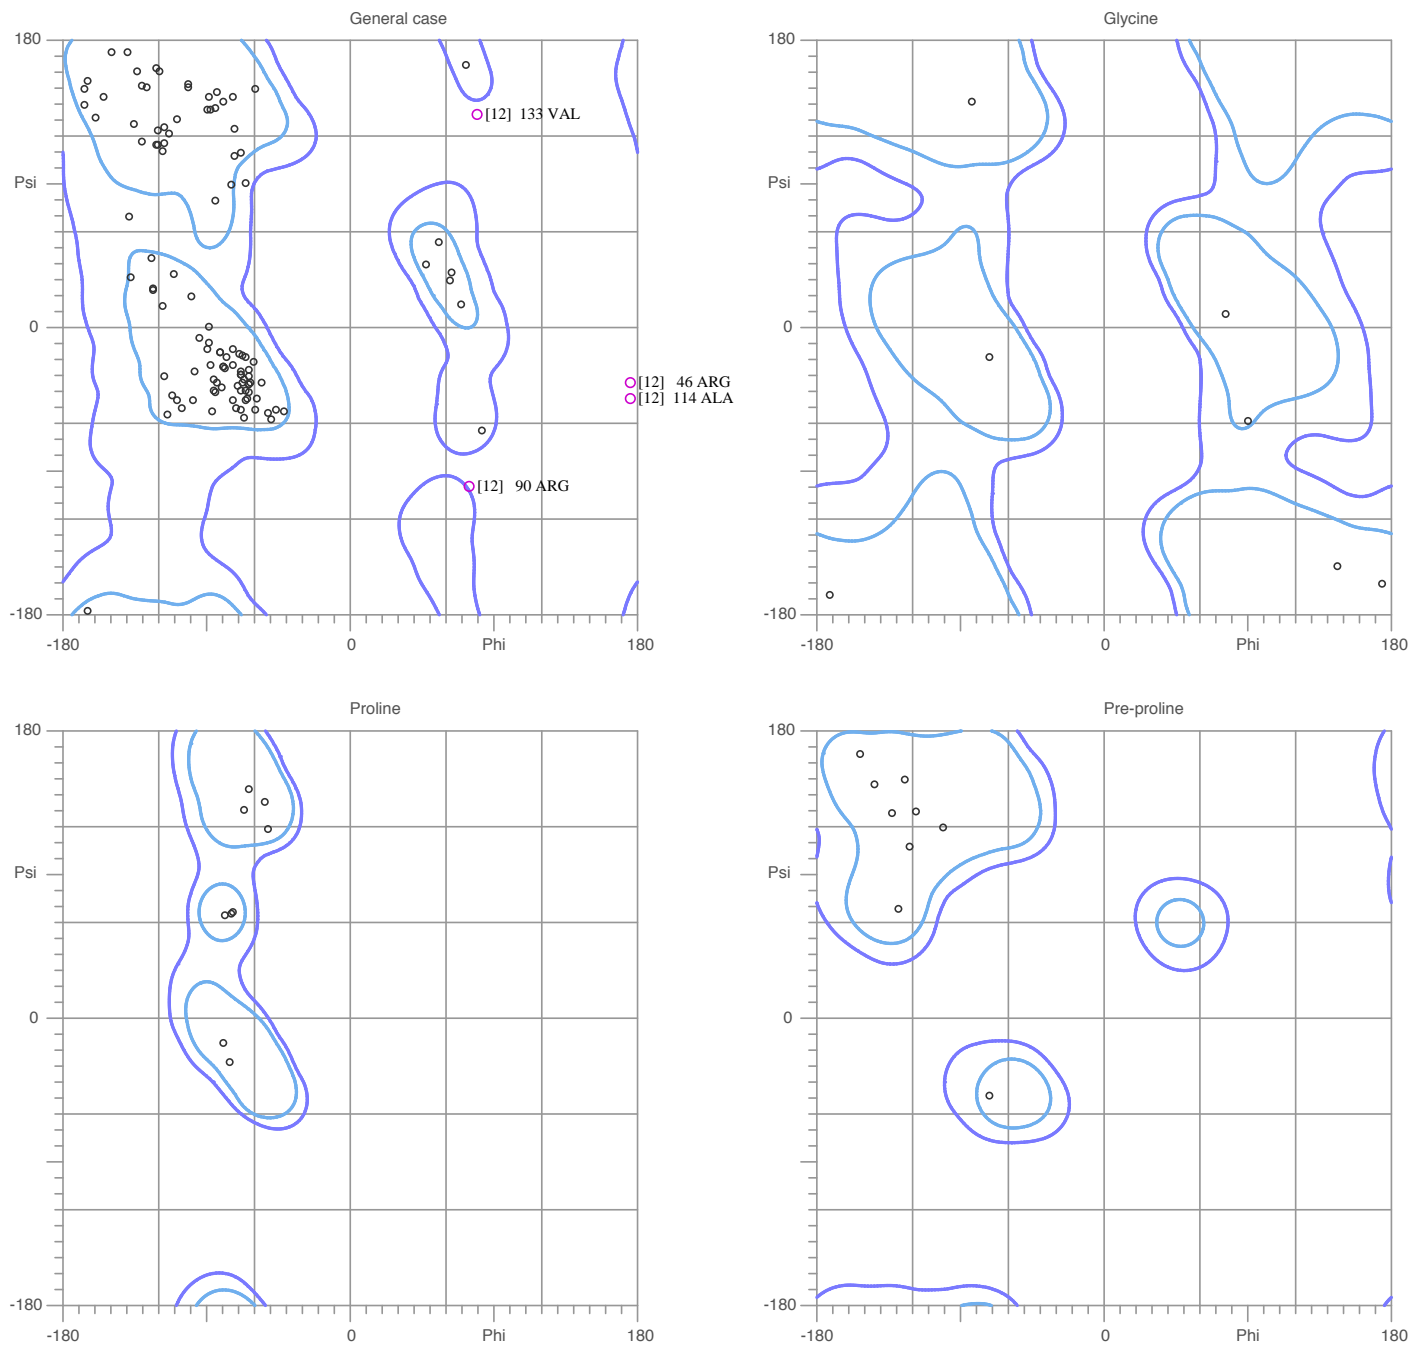 General case
Glycine
180
180
[12] 133 VAL
Psi
Psi
0
0
[12] 46 ARG
[12] 114 ALA
[12] 90 ARG
-180
-180
-180 0 Phi 180
-180 0 Phi 180
Proline
Pre-proline
180
180
Psi
Psi
0
0
-180
-180
-180 0 Phi 180
-180 0 Phi 180